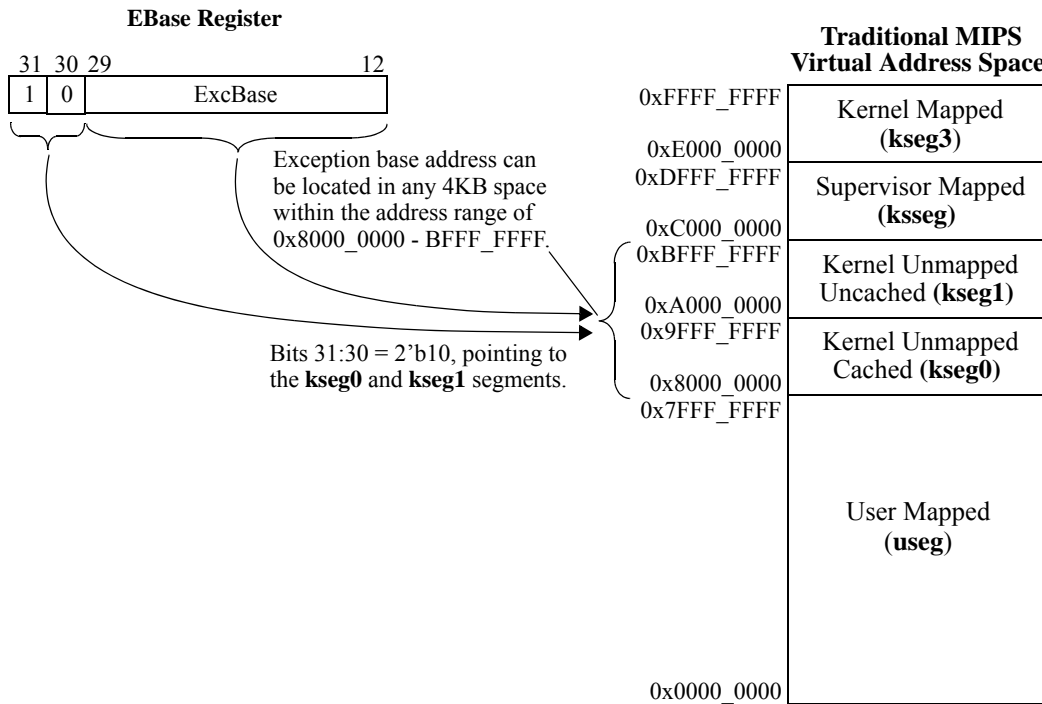 EBase Register
31 30 29 12
1 0 ExcBase
Exception base address can
be located in any 4KB space
within the address range of
0x8000_0000 - BFFF_FFFF.
Bits 31:30 = 2’b10, pointing to
the kseg0 and kseg1 segments.
Traditional MIPS
Virtual Address Space
0xFFFF_FFFF
Kernel Mapped
(kseg3)
0xE000_0000
0xDFFF_FFFF
Supervisor Mapped
(ksseg)
0xC000_0000
0xBFFF_FFFF
Kernel Unmapped
Uncached (kseg1)
0xA000_0000
0x9FFF_FFFF
Kernel Unmapped
Cached (kseg0)
0x8000_0000
0x7FFF_FFFF
User Mapped
(useg)
0x0000_0000